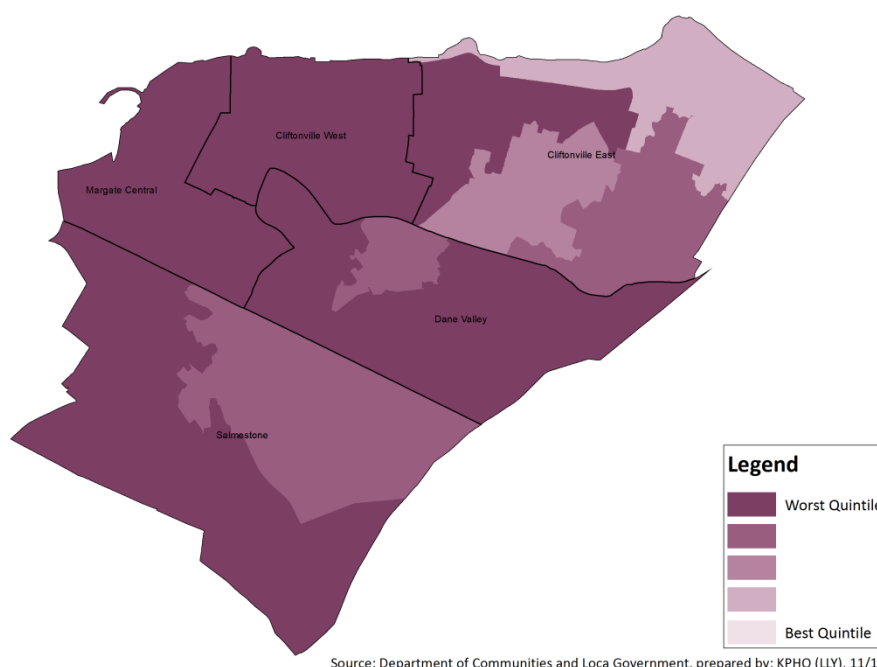 Cliftonville West
Cliftonville East
Margate Central
Dane Valley
Salmestone
Legend
Worst Quintile
Best Quintile
Source: Department of Communities and Loca Government, prepared by: KPHO (LLY), 11/1